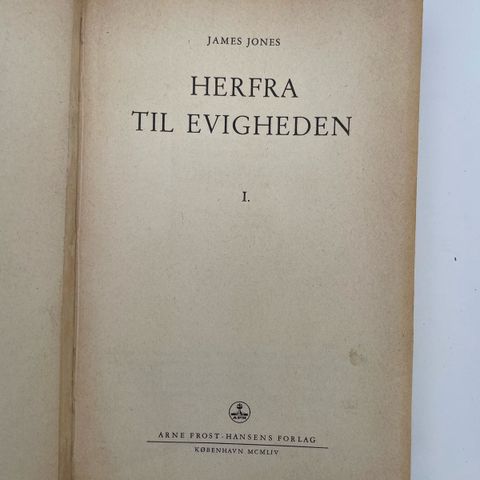 JAMES JONES
HERFRA
TIL EVIGHEDEN
I.
ARNE FROST-HANSENS FORLAG
KØBENHAVN MCMLIV